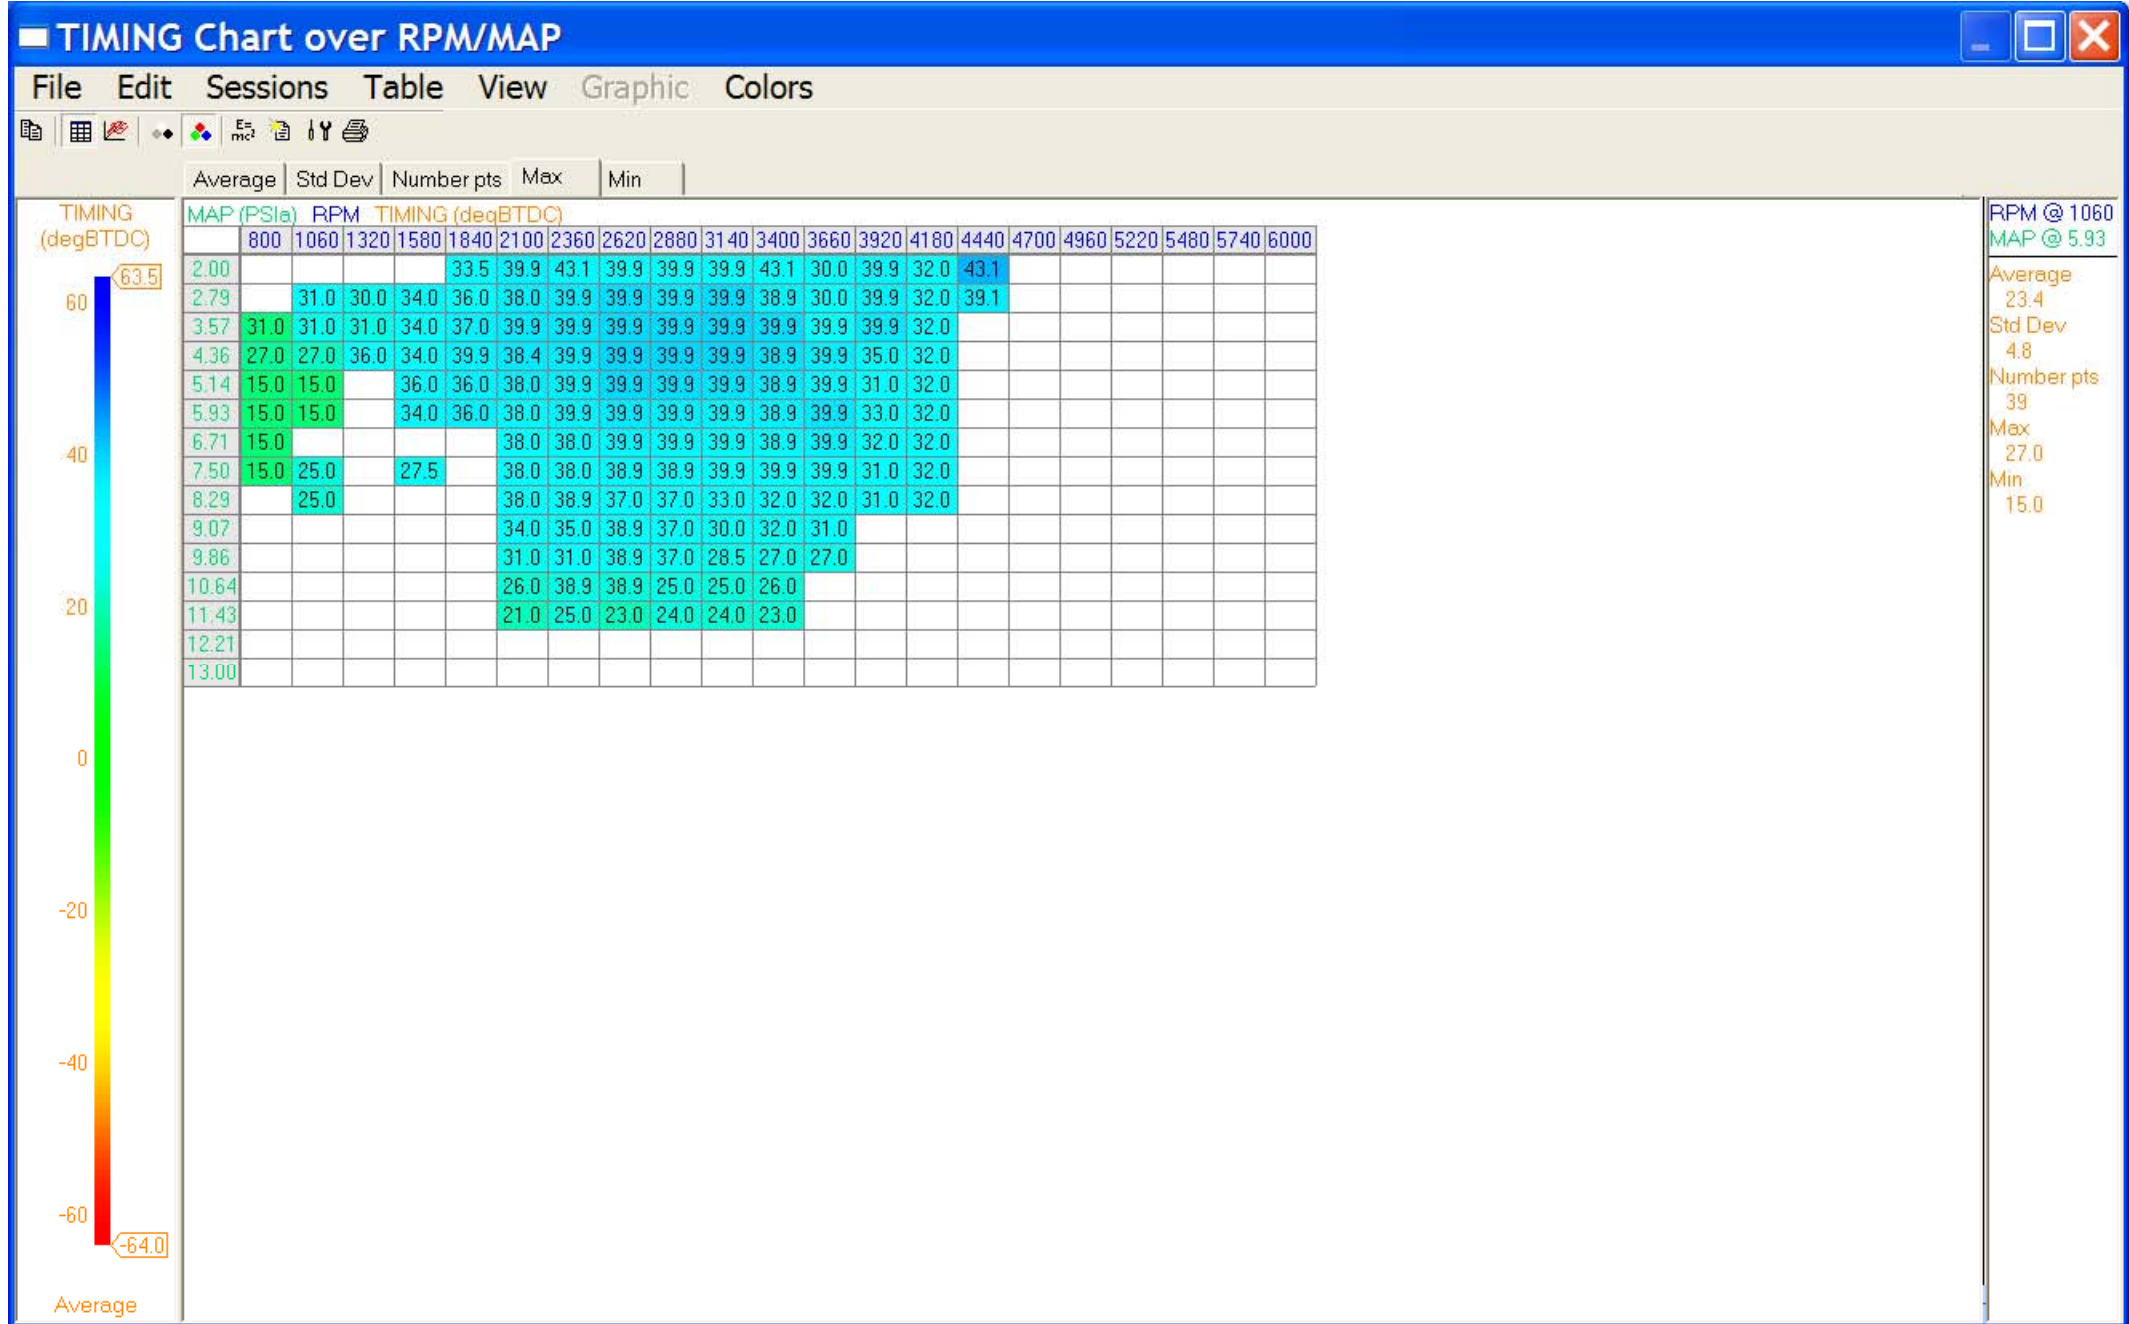 TIMING Chart over RPM/MAP
File Edit Sessions Table View Graphic Colors
E= mc²
Average Std Dev Number pts Max Min
TIMING
(degBTDC)
63.5
60
40
20
0
-20
-40
-60
-64.0
Average
MAP (PSIa) RPM TIMING (deqBTDC)
800 1060 1320 1580 1840 2100 2360 2620 2880 3140 3400 3660 3920 4180 4440 4700 4960 5220 5480 5740 6000
2.00 33.5 39.9 43.1 39.9 39.9 39.9 43.1 30.0 39.9 32.0 43.1
2.79 31.0 30.0 34.0 36.0 38.0 39.9 39.9 39.9 39.9 38.9 30.0 39.9 32.0 39.1
3.57 31.0 31.0 31.0 34.0 37.0 39.9 39.9 39.9 39.9 39.9 39.9 39.9 39.9 32.0
4.36 27.0 27.0 36.0 34.0 39.9 38.4 39.9 39.9 39.9 39.9 38.9 39.9 35.0 32.0
5.14 15.0 15.0 36.0 36.0 38.0 39.9 39.9 39.9 39.9 38.9 39.9 31.0 32.0
5.93 15.0 15.0 34.0 36.0 38.0 39.9 39.9 39.9 39.9 38.9 39.9 33.0 32.0
6.71 15.0 38.0 38.0 39.9 39.9 39.9 38.9 39.9 32.0 32.0
7.50 15.0 25.0 27.5 38.0 38.0 38.9 38.9 39.9 39.9 39.9 31.0 32.0
8.29 25.0 38.0 38.9 37.0 37.0 33.0 32.0 32.0 31.0 32.0
9.07 34.0 35.0 38.9 37.0 30.0 32.0 31.0
9.86 31.0 31.0 38.9 37.0 28.5 27.0 27.0
10.64 26.0 38.9 38.9 25.0 25.0 26.0
11.43 21.0 25.0 23.0 24.0 24.0 23.0
12.21
13.00
RPM @ 1060
MAP @ 5.93
Average
23.4
Std Dev
4.8
Number pts
39
Max
27.0
Min
15.0